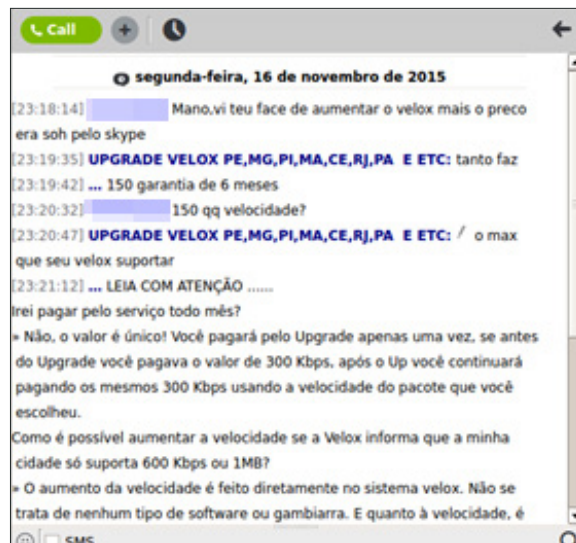 Call
segunda-feira, 16 de novembro de 2015
[23:18:14] Mano,vi teu face de aumentar o velox mais o preco
era soh pelo skype
[23:19:35] UPGRADE VELOX PE,MG,PI,MA,CE,RJ,PA E ETC: tanto faz
[23:19:42] ... 150 garantia de 6 meses
[23:20:32] 150 qq velocidade?
[23:20:47] UPGRADE VELOX PE,MG,PI,MA,CE,RJ,PA E ETC: / o max
que seu velox suportar
[23:21:12] ... LEIA COM ATENÇÃO ......
Irei pagar pelo serviço todo mês?
» Não, o valor é único! Você pagará pelo Upgrade apenas uma vez, se antes
do Upgrade você pagava o valor de 300 Kbps, após o Up você continuará
pagando os mesmos 300 Kbps usando a velocidade do pacote que você
escolheu.
Como é possível aumentar a velocidade se a Velox informa que a minha
cidade só suporta 600 Kbps ou 1MB?
» O aumento da velocidade é feito diretamente no sistema velox. Não se
trata de nenhum tipo de software ou gambiarra. E quanto à velocidade, é
SMS